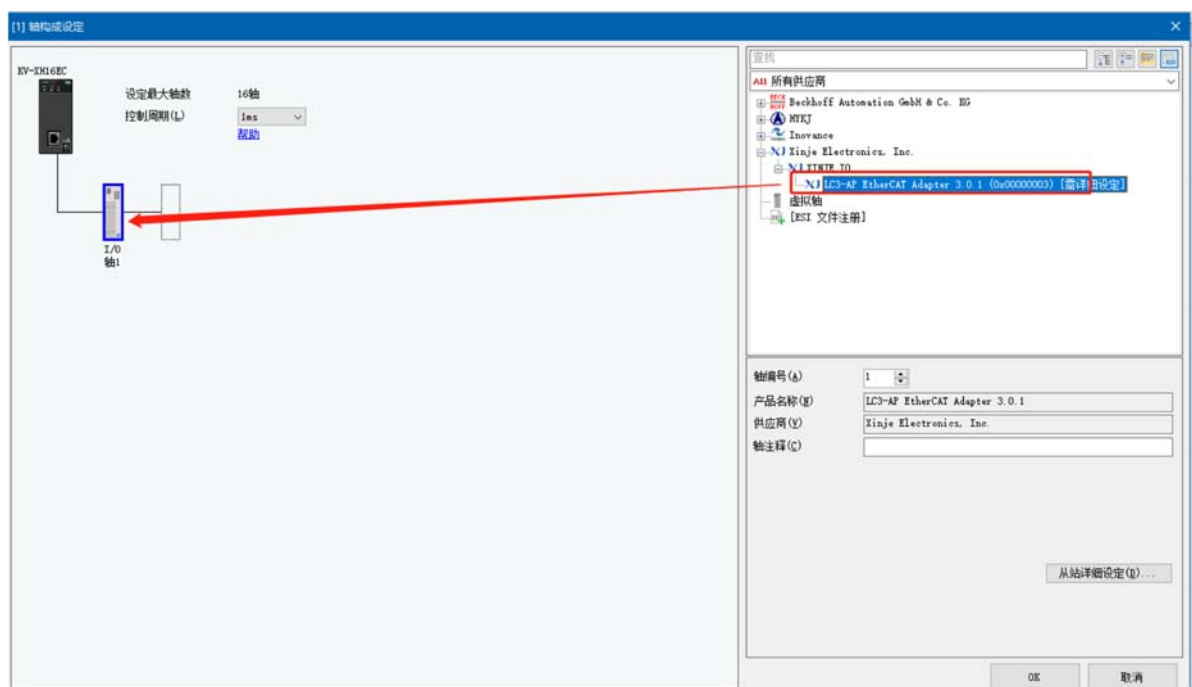 [1] 轴构成设定
KV-XH16EC
设定最大轴数 16轴
控制周期(L) 1ms
帮助
I/O
轴1
查找
All 所有供应商
Beckhoff Automation GmbH & Co. KG
HYKJ
Inovance
Xinje Electronics, Inc.
XINJE_IO
LC3-AP EtherCAT Adapter 3.0.1 (0x00000003) [需详细设定]
虚拟轴
[ESI 文件注册]
轴编号(A) 1
产品名称(N) LC3-AP EtherCAT Adapter 3.0.1
供应商(V) Xinje Electronics, Inc.
轴注释(C)
从站详细设定(D)...
OK 取消